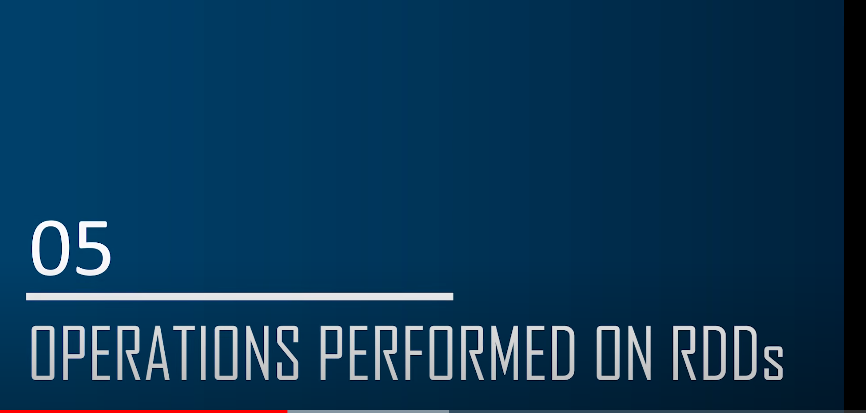 05
OPERATIONS PERFORMED ON RDDs